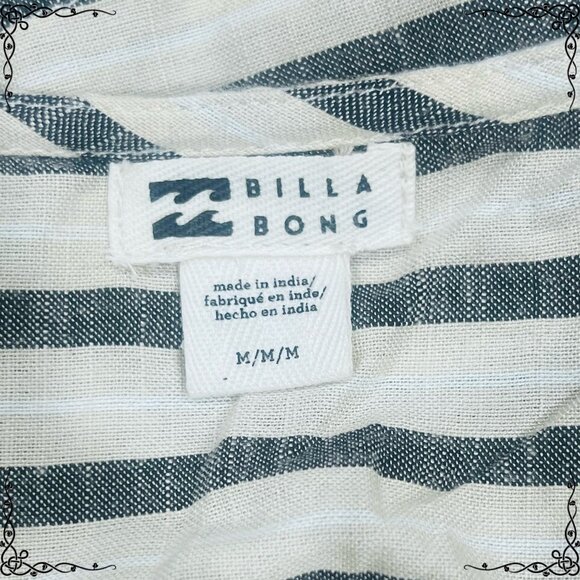 BILLA
BONG
made in india/
fabriqué en inde/
hecho en india
M/M/M